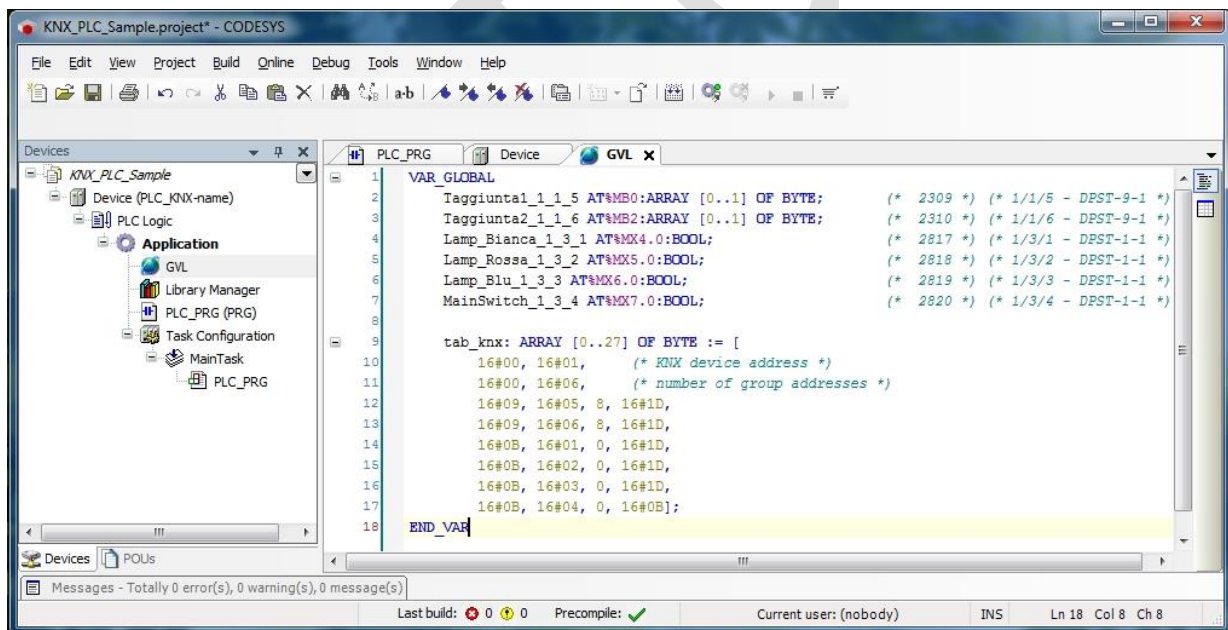 KNX_PLC_Sample.project* - CODESYS
File Edit View Project Build Online Debug Tools Window Help
Devices
KNX_PLC_Sample
Device (PLC_KNX-name)
PLC Logic
Application
GVL
Library Manager
PLC_PRG (PRG)
Task Configuration
MainTask
PLC_PRG
Devices POUs
PLC_PRG Device GVL
1 VAR_GLOBAL
2 Taggiunta1_1_1_5 AT%MB0:ARRAY [0..1] OF BYTE; (* 2309 *) (* 1/1/5 - DPST-9-1 *)
3 Taggiunta2_1_1_6 AT%MB2:ARRAY [0..1] OF BYTE; (* 2310 *) (* 1/1/6 - DPST-9-1 *)
4 Lamp_Bianca_1_3_1 AT%MX4.0:BOOL; (* 2817 *) (* 1/3/1 - DPST-1-1 *)
5 Lamp_Rossa_1_3_2 AT%MX5.0:BOOL; (* 2818 *) (* 1/3/2 - DPST-1-1 *)
6 Lamp_Blu_1_3_3 AT%MX6.0:BOOL; (* 2819 *) (* 1/3/3 - DPST-1-1 *)
7 MainSwitch_1_3_4 AT%MX7.0:BOOL; (* 2820 *) (* 1/3/4 - DPST-1-1 *)
8
9 tab_knx: ARRAY [0..27] OF BYTE := [
10 16#00, 16#01, (* KNX device address *)
11 16#00, 16#06, (* number of group addresses *)
12 16#09, 16#05, 8, 16#1D,
13 16#09, 16#06, 8, 16#1D,
14 16#0B, 16#01, 0, 16#1D,
15 16#0B, 16#02, 0, 16#1D,
16 16#0B, 16#03, 0, 16#1D,
17 16#0B, 16#04, 0, 16#0B];
18 END_VAR
Messages - Totally 0 error(s), 0 warning(s), 0 message(s)
Last build: 0 0 Precompile: Current user: (nobody) INS Ln 18 Col 8 Ch 8